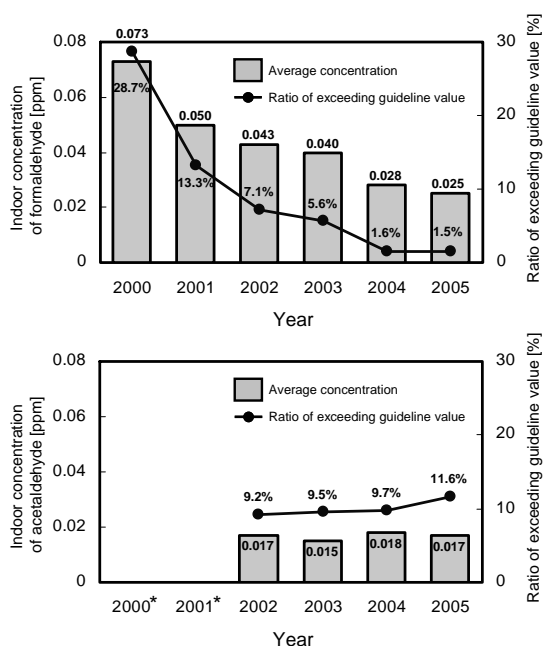 0.073
0.08
30
Average concentration
Ratio of exceeding guideline value
28.7%
0.06
0.050
20
0.043
0.040
0.04
13.3%
7.1%
5.6%
0.028
0.025
10
0.02
1.6%
1.5%
0
0
2000 2001 2002 2003 2004 2005
Year
Indoor concentration
of formaldehyde [ppm]
Ratio of exceeding guideline value [%]
0.08
30
Average concentration
Ratio of exceeding guideline value
0.06
20
0.04
9.2%
9.5%
9.7%
11.6%
10
0.02
0.017
0.015
0.018
0.017
0
0
2000* 2001* 2002 2003 2004 2005
Year
Indoor concentration
of acetaldehyde [ppm]
Ratio of exceeding guideline value [%]